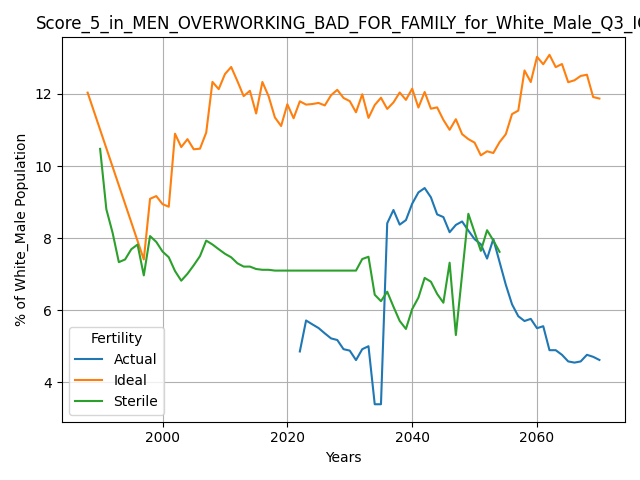 Score_5_in_MEN_OVERWORKING_BAD_FOR_FAMILY_for_White_Male_Q3_I
% of White_Male Population
12
10
8
6
4
Fertility
Actual
Ideal
Sterile
2000 2020 2040 2060
Years